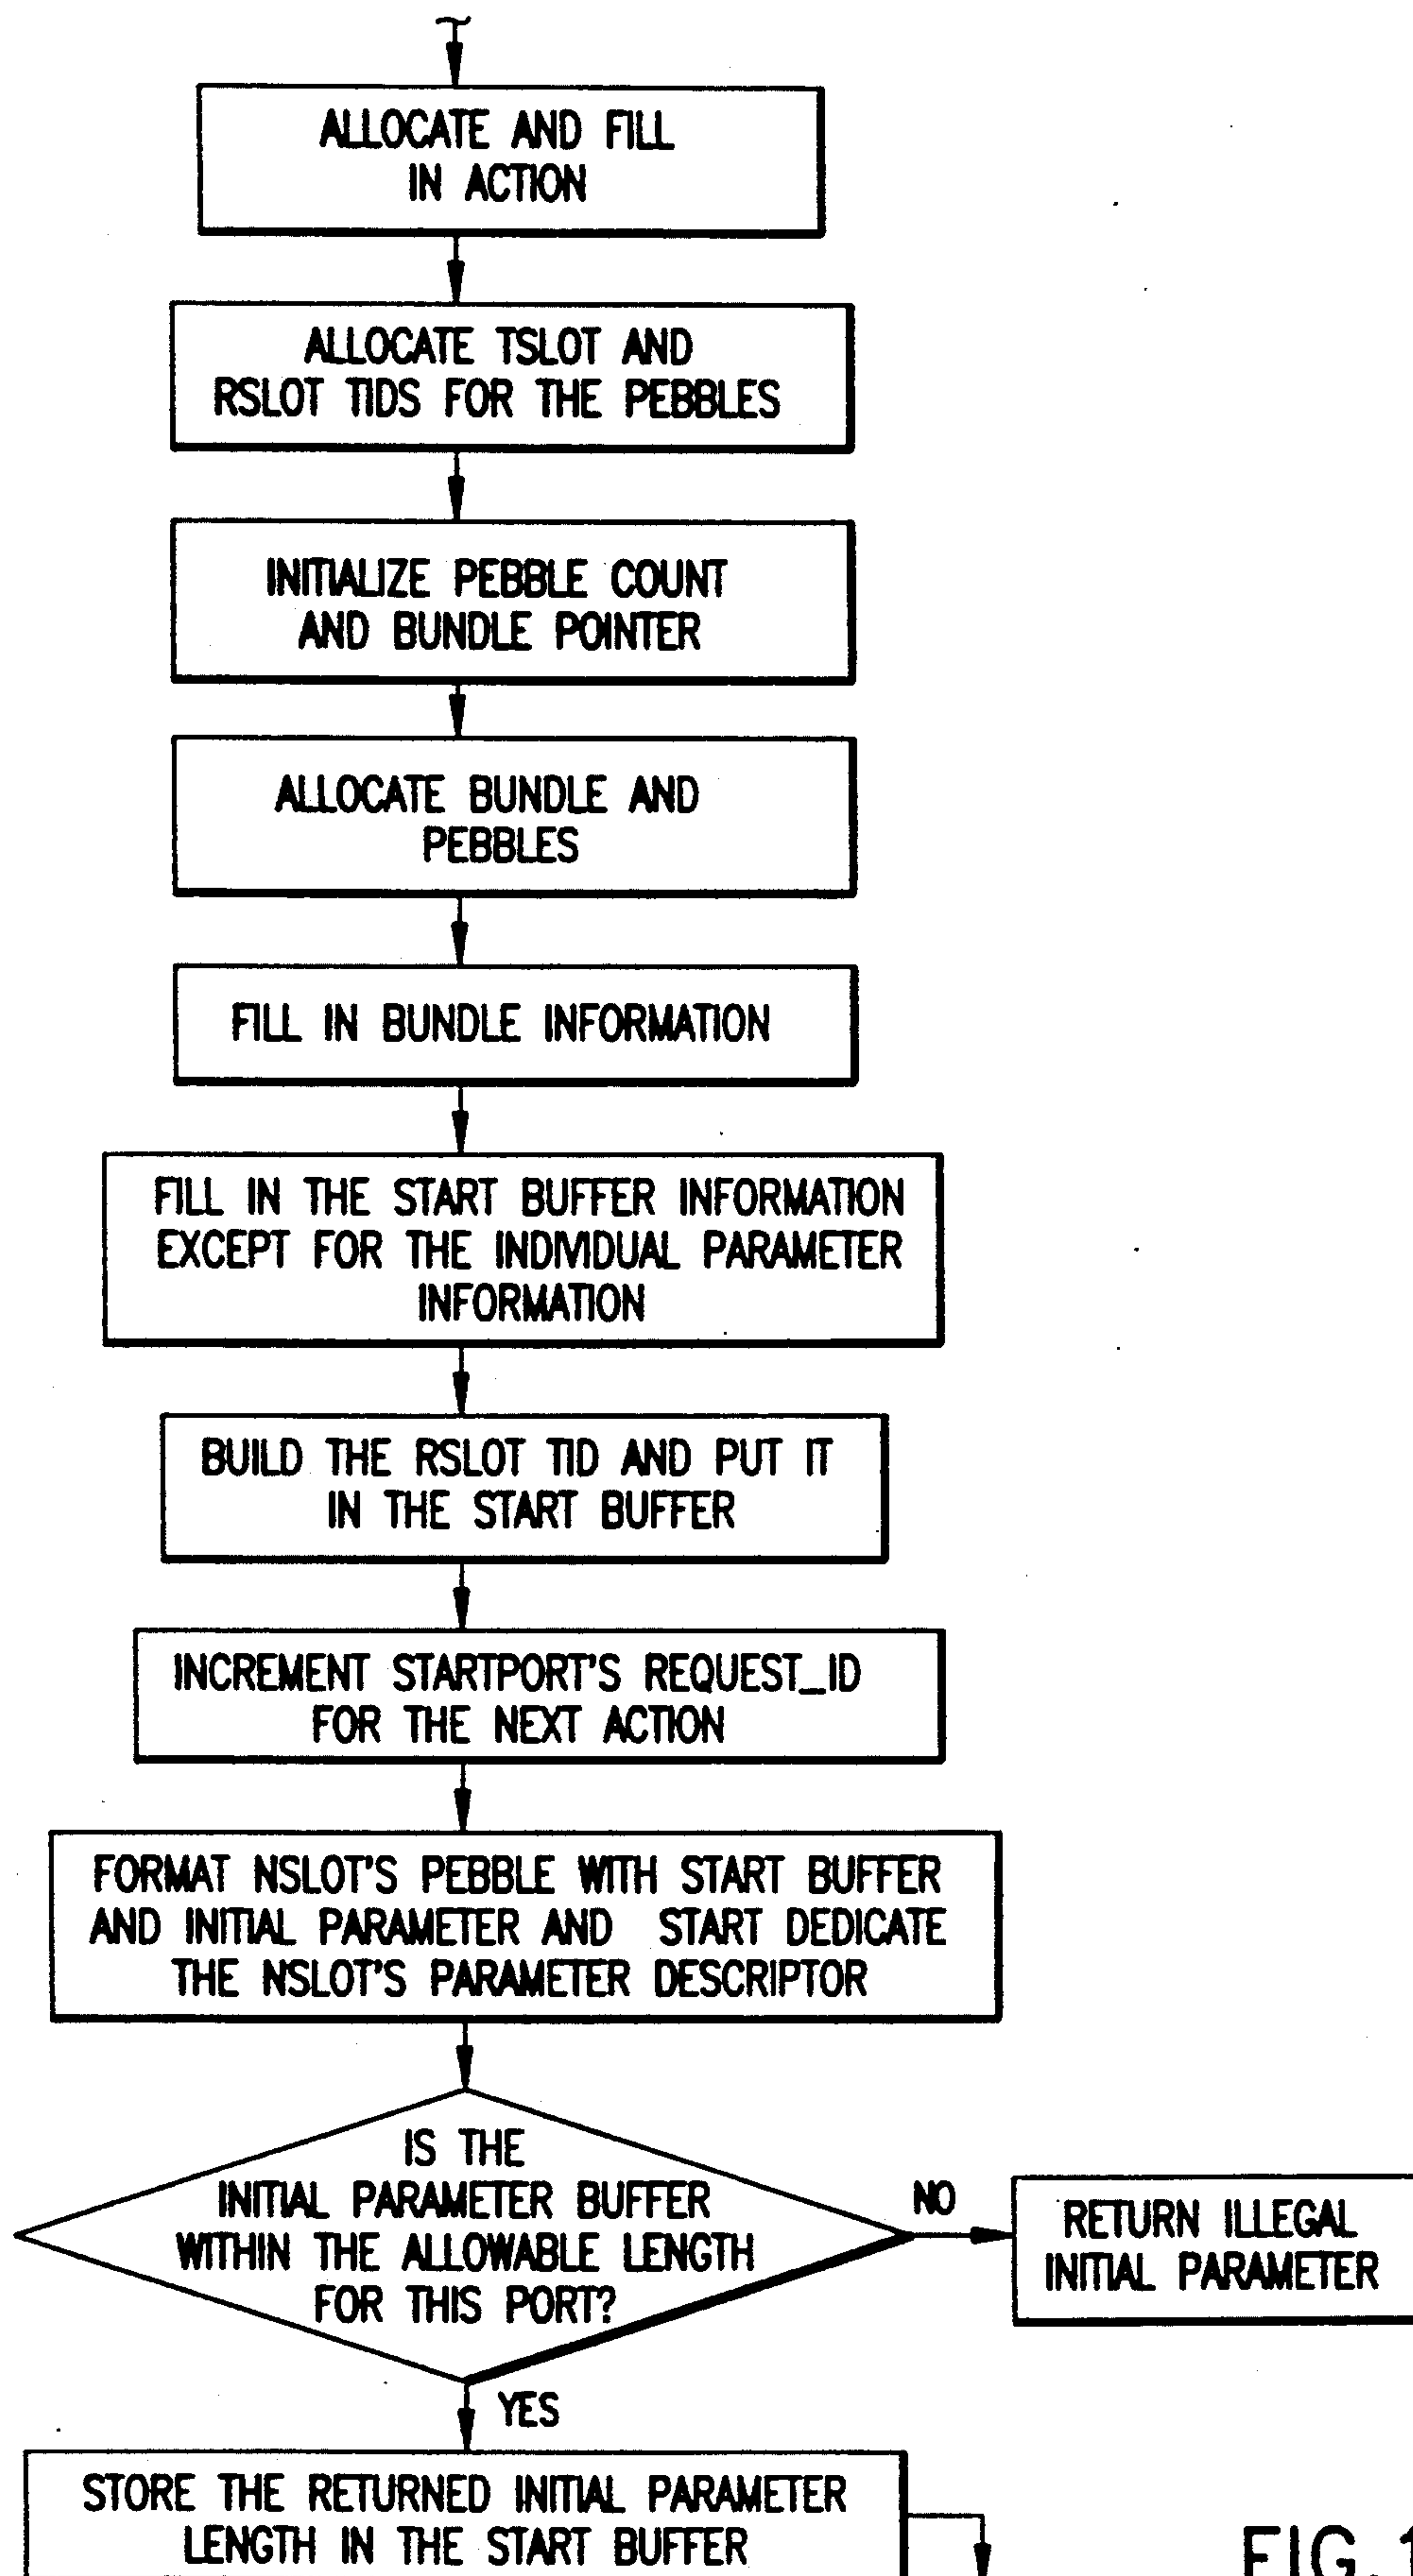 ALLOCATE AND FILL
IN ACTION
ALLOCATE TSLOT AND
RSLOT TIDS FOR THE PEBBLES
INITIALIZE PEBBLE COUNT
AND BUNDLE POINTER
ALLOCATE BUNDLE AND
PEBBLES
FILL IN BUNDLE INFORMATION
FILL IN THE START BUFFER INFORMATION
EXCEPT FOR THE INDIVIDUAL PARAMETER
INFORMATION
BUILD THE RSLOT TID AND PUT IT
IN THE START BUFFER
INCREMENT STARTPORT'S REQUEST_ID
FOR THE NEXT ACTION
FORMAT NSLOT'S PEBBLE WITH START BUFFER
AND INITIAL PARAMETER AND START DEDICATE
THE NSLOT'S PARAMETER DESCRIPTOR
IS THE
INITIAL PARAMETER BUFFER
WITHIN THE ALLOWABLE LENGTH
FOR THIS PORT?
NO
RETURN ILLEGAL
INITIAL PARAMETER
YES
STORE THE RETURNED INITIAL PARAMETER
LENGTH IN THE START BUFFER
FIG.